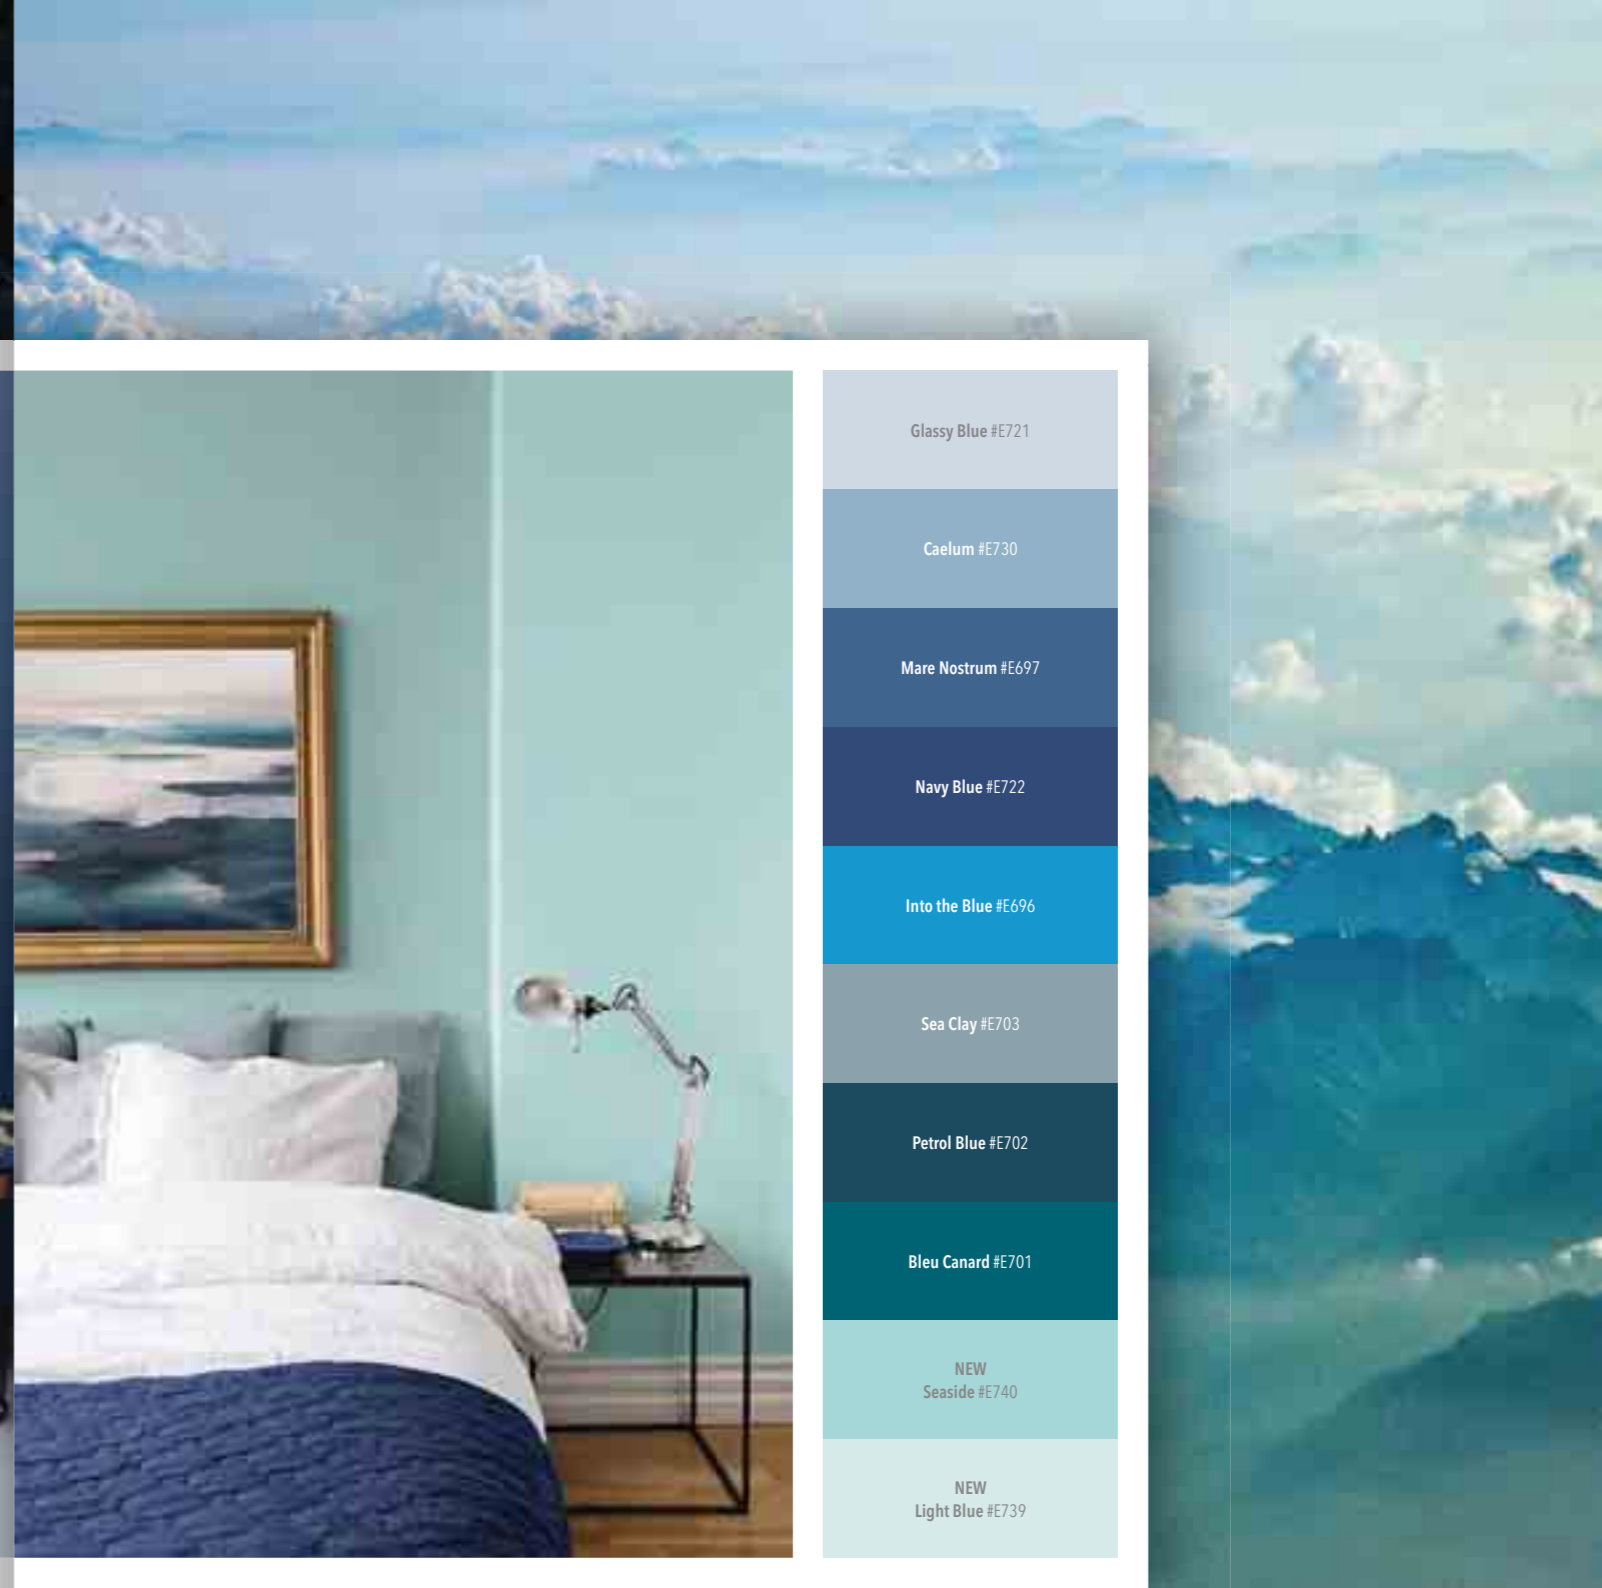 Glassy Blue #E721
Caelum #E730
Mare Nostrum #E697
Navy Blue #E722
Into the Blue #E696
Sea Clay #E703
Petrol Blue #E702
Bleu Canard #E701
NEW
Seaside #E740
NEW
Light Blue #E739